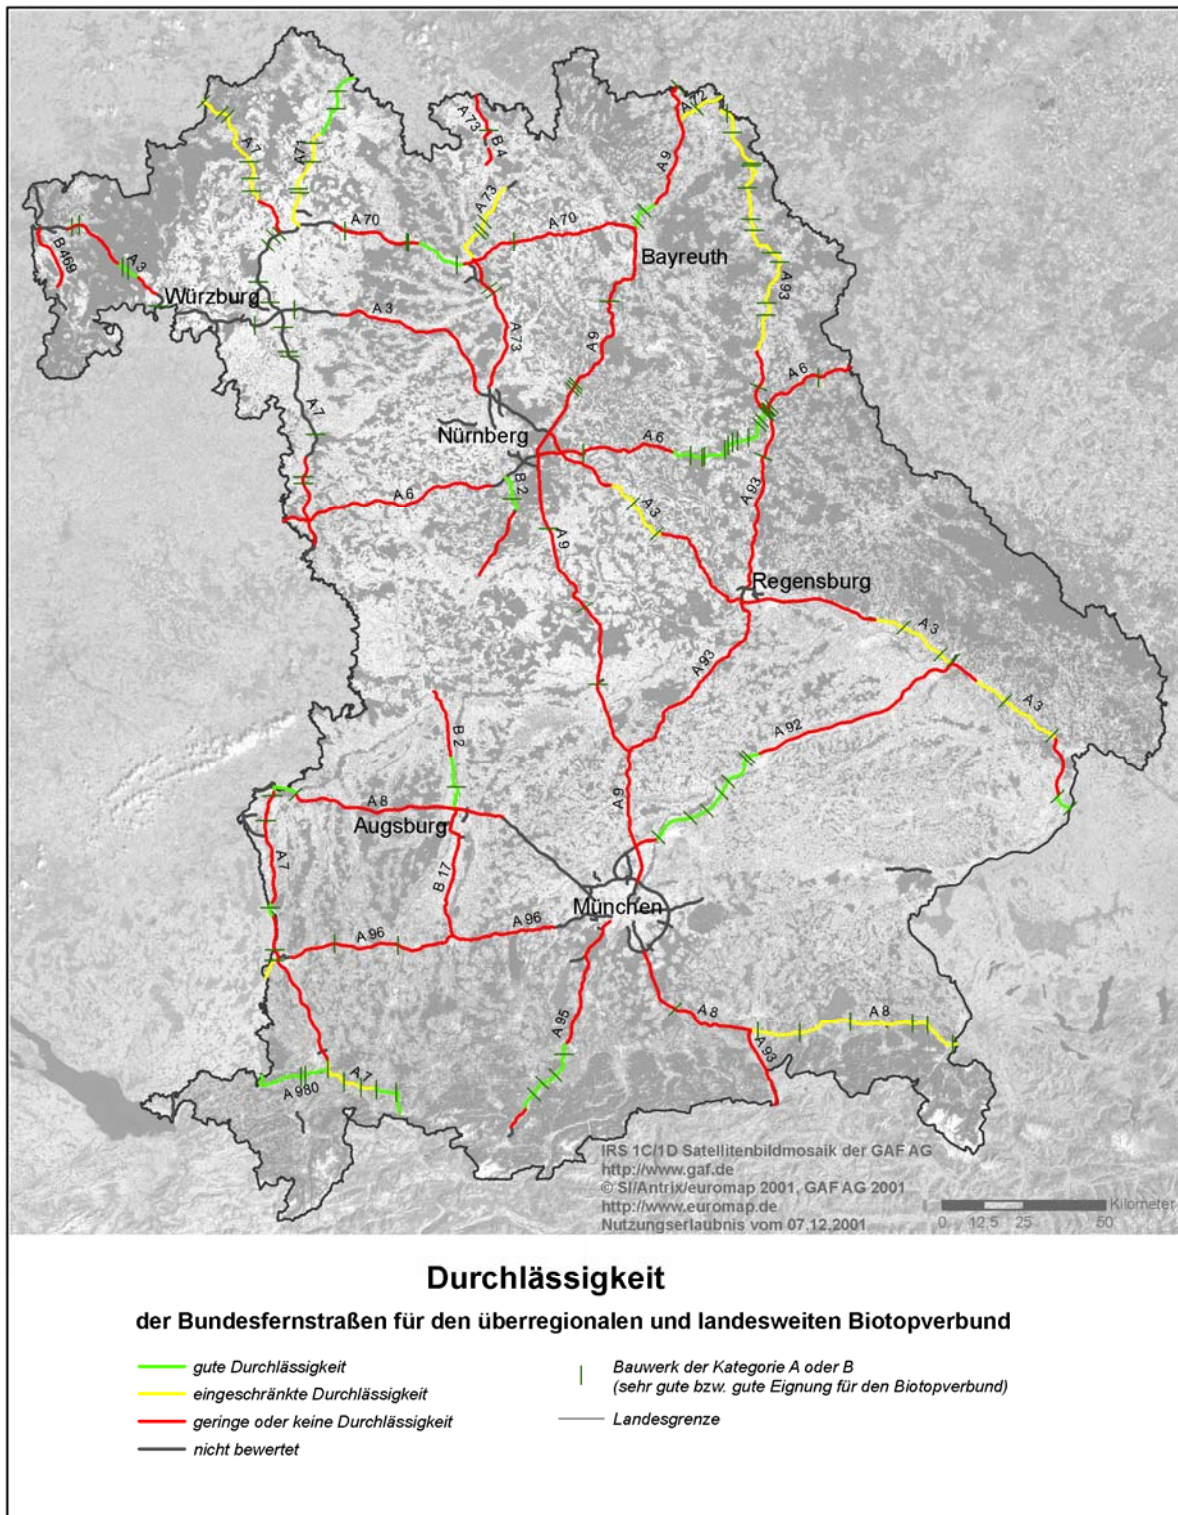 A 7
A71
A 73
B 4
A72
A 9
A 73
A 70
A 70
B 469
A 3
Würzburg
Bayreuth
A 93
A 3
A 73
A 9
A 6
A 7
Nürnberg
A 6
A 6
B 2
A 3
A 93
A 9
Regensburg
A 3
A 93
A 3
B 2
A 92
A 8
Augsburg
A 9
A 7
B 17
München
A 96
A 96
A 95
A 8
A 8
A 93
A 7
A 980
IRS 1C/1D Satellitenbildmosaik der GAF AG
http://www.gaf.de
© SI/Antrix/euromap 2001, GAF AG 2001
http://www.euromap.de
Nutzungserlaubnis vom 07.12.2001
Kilometer
0 12,5 25 50
Durchlässigkeit
der Bundesfernstraßen für den überregionalen und landesweiten Biotopverbund
gute Durchlässigkeit
eingeschränkte Durchlässigkeit
geringe oder keine Durchlässigkeit
nicht bewertet
Bauwerk der Kategorie A oder B
(sehr gute bzw. gute Eignung für den Biotopverbund)
Landesgrenze